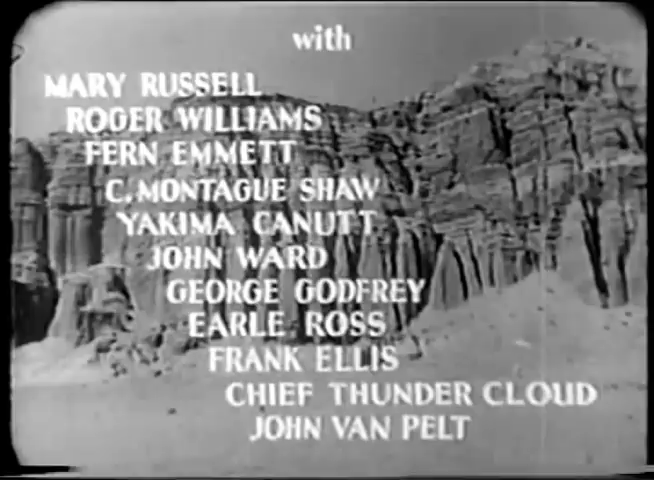 with
MARY RUSSELL
ROGER WILLIAMS
FERN EMMETT
C. MONTAGUE SHAW
YAKIMA CANUTT
JOHN WARD
GEORGE GODFREY
EARLE ROSS
FRANK ELLIS
CHIEF THUNDER CLOUD
JOHN VAN PELT